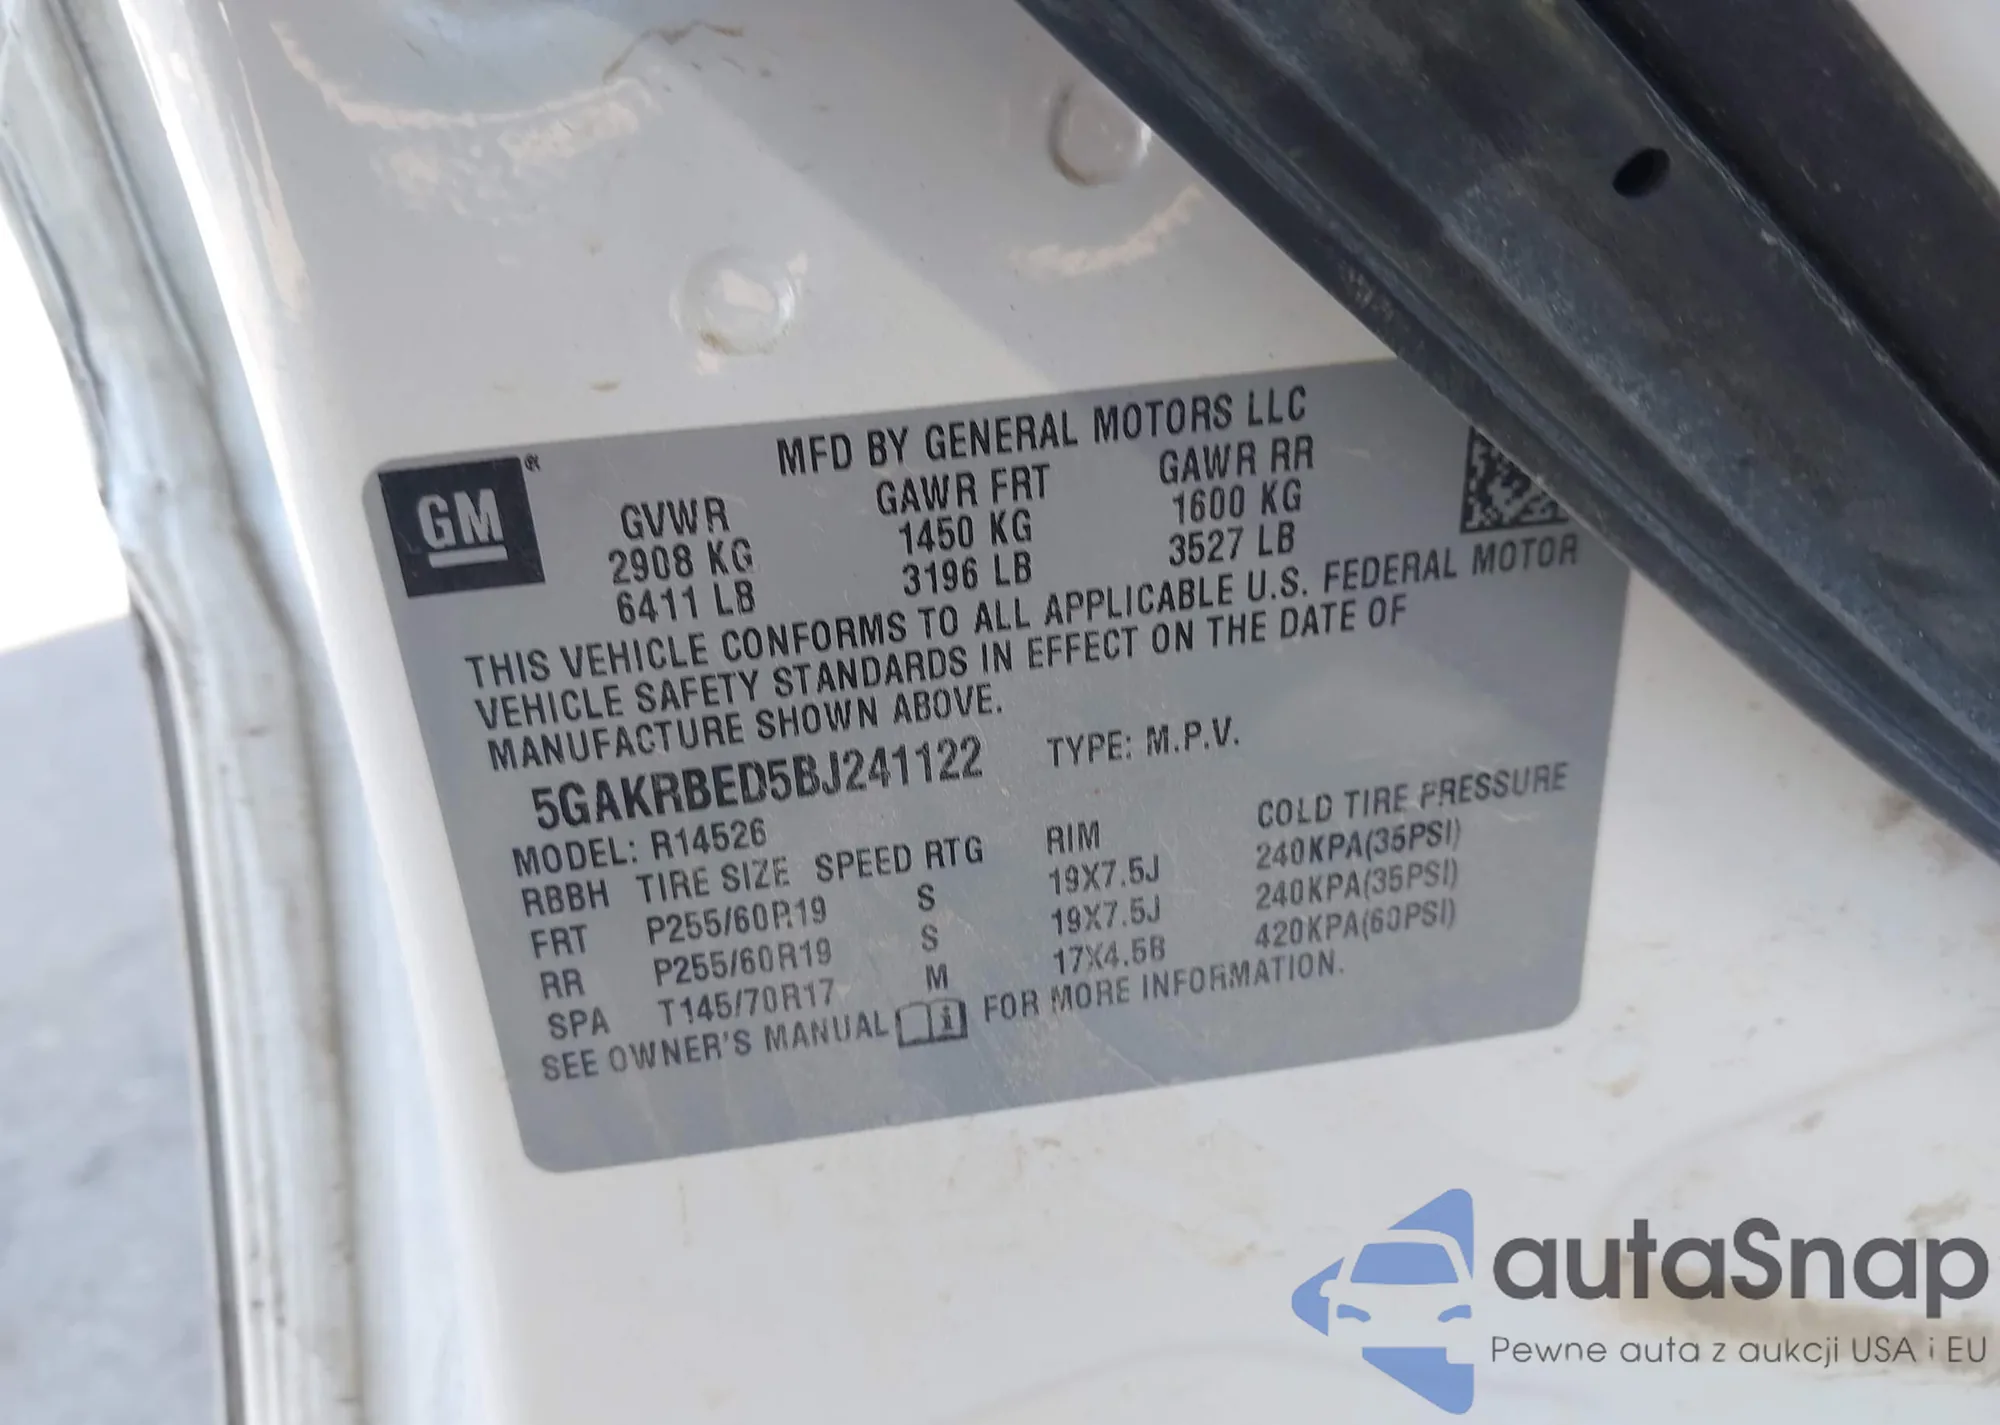 MFD BY GENERAL MOTORS LLC
GM ®
GVWR GAWR FRT GAWR RR
2908 KG 1450 KG 1600 KG
6411 LB 3196 LB 3527 LB
THIS VEHICLE CONFORMS TO ALL APPLICABLE U.S. FEDERAL MOTOR
VEHICLE SAFETY STANDARDS IN EFFECT ON THE DATE OF
MANUFACTURE SHOWN ABOVE.
5GAKRBED5BJ241122 TYPE: M.P.V.
MODEL: R14526
RBBH TIRE SIZE SPEED RTG RIM COLD TIRE PRESSURE
FRT P255/60R19 S 19X7.5J 240KPA(35PSI)
RR P255/60R19 S 19X7.5J 240KPA(35PSI)
SPA T145/70R17 M 17X4.5B 420KPA(60PSI)
SEE OWNER'S MANUAL i FOR MORE INFORMATION.
autaSnap
Pewne auta z aukcji USA i EU